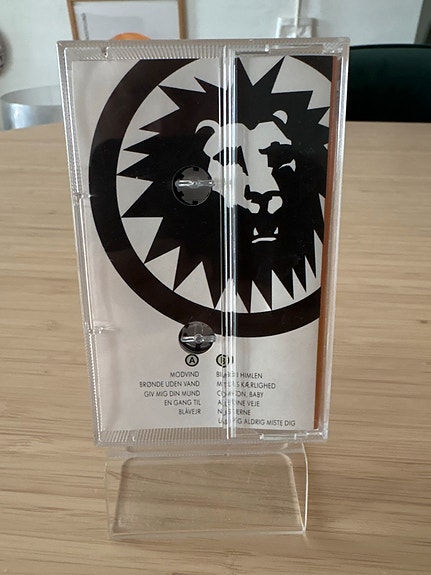 A
MODVIND
BRØNDE UDEN VAND
GIV MIG DIN MUND
EN GANG TIL
BLÅVEJR
B
HIMLEN
KÆRLIGHED
BABY
VEJE
ALDRIG MISTE DIG